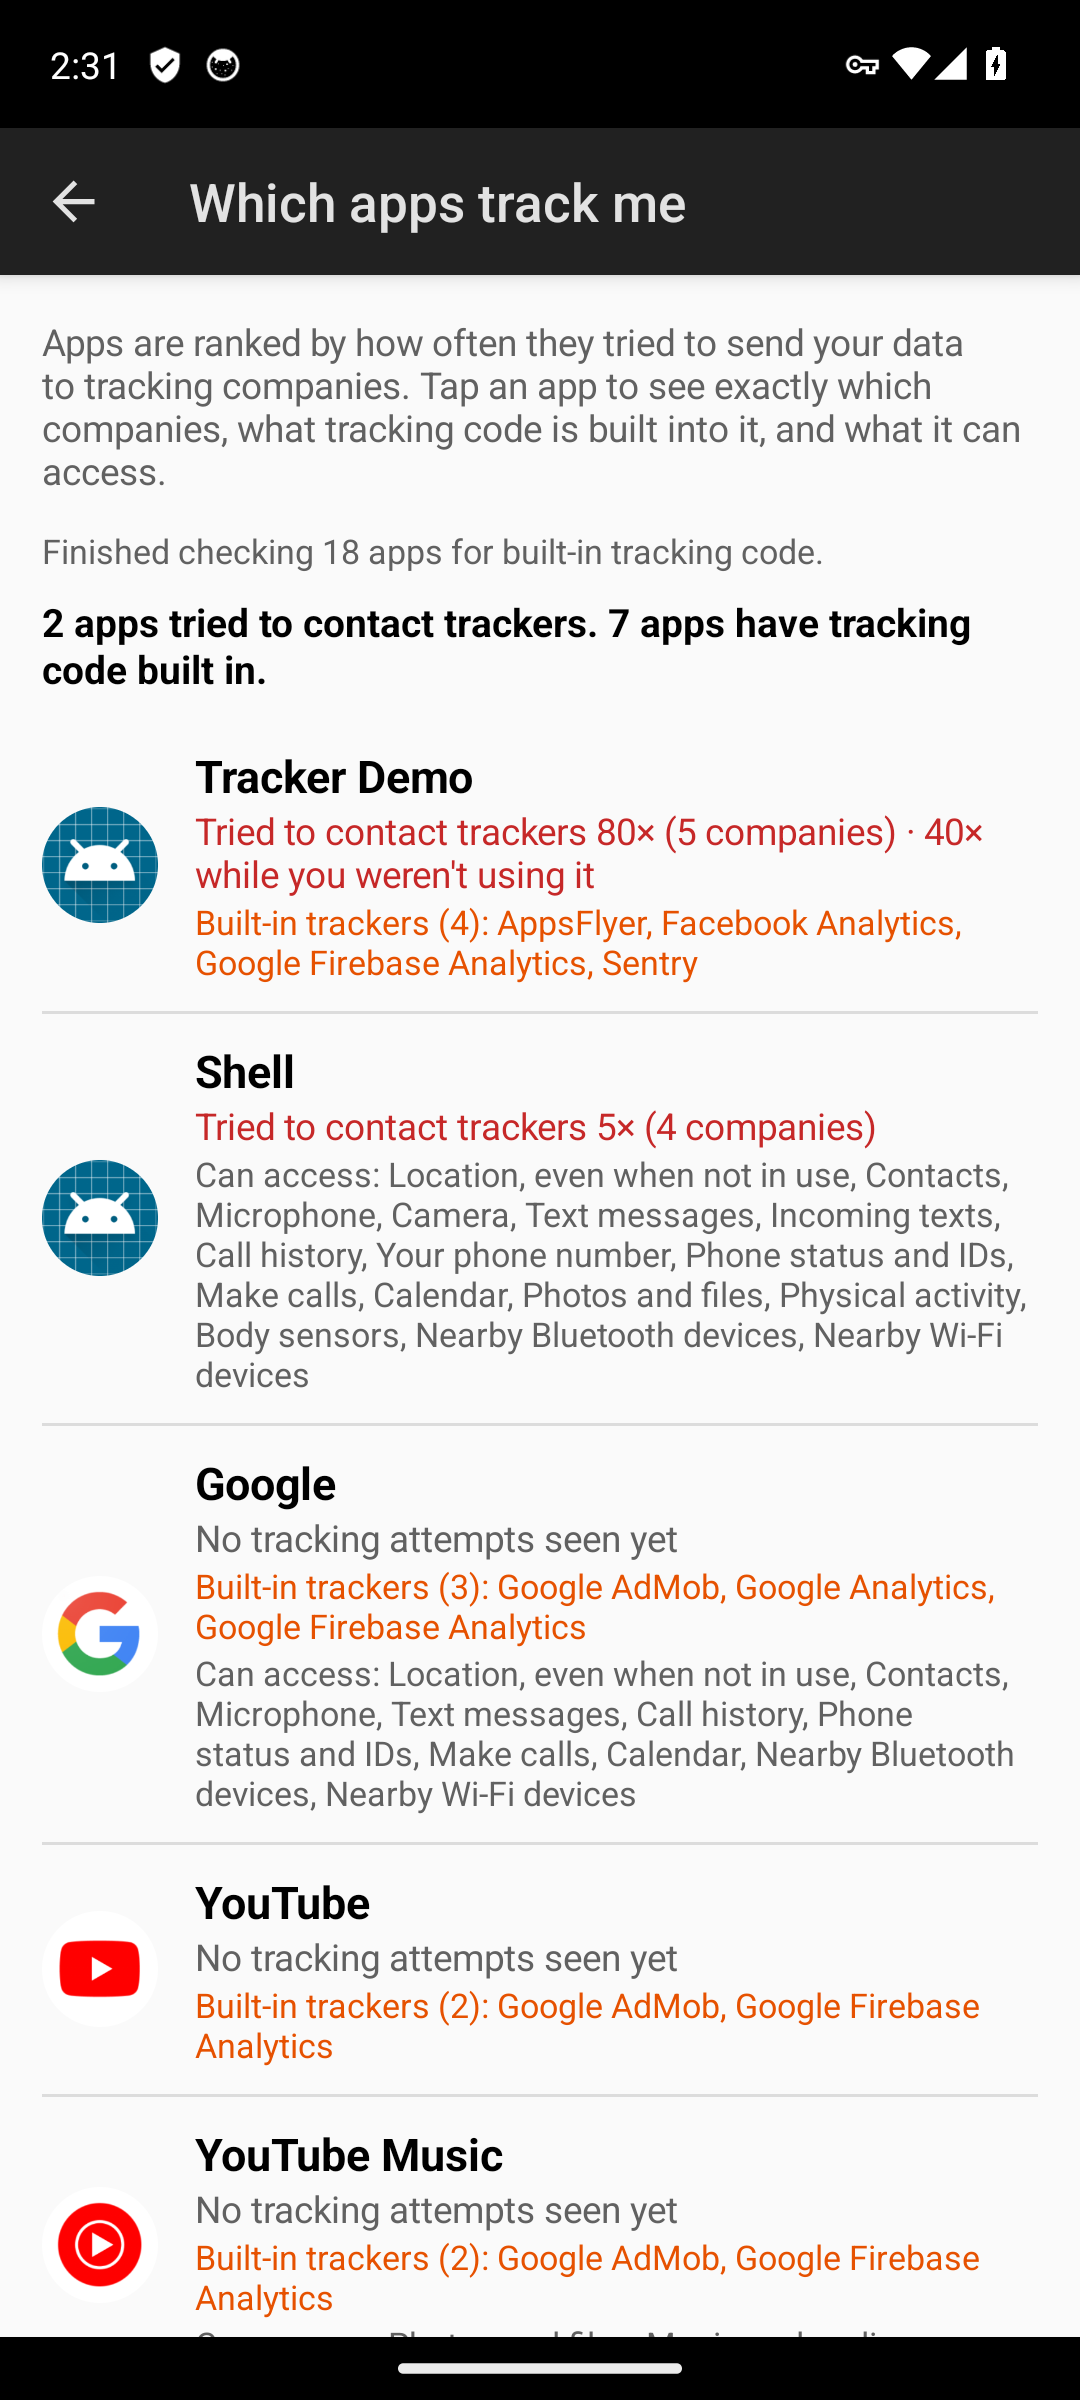 2:31
Which apps track me
Apps are ranked by how often they tried to send your data
to tracking companies. Tap an app to see exactly which
companies, what tracking code is built into it, and what it can
access.
Finished checking 18 apps for built-in tracking code.
2 apps tried to contact trackers. 7 apps have tracking
code built in.
Tracker Demo
Tried to contact trackers 80× (5 companies) · 40×
while you weren't using it
Built-in trackers (4): AppsFlyer, Facebook Analytics,
Google Firebase Analytics, Sentry
Shell
Tried to contact trackers 5× (4 companies)
Can access: Location, even when not in use, Contacts,
Microphone, Camera, Text messages, Incoming texts,
Call history, Your phone number, Phone status and IDs,
Make calls, Calendar, Photos and files, Physical activity,
Body sensors, Nearby Bluetooth devices, Nearby Wi-Fi
devices
Google
No tracking attempts seen yet
Built-in trackers (3): Google AdMob, Google Analytics,
Google Firebase Analytics
Can access: Location, even when not in use, Contacts,
Microphone, Text messages, Call history, Phone
status and IDs, Make calls, Calendar, Nearby Bluetooth
devices, Nearby Wi-Fi devices
YouTube
No tracking attempts seen yet
Built-in trackers (2): Google AdMob, Google Firebase
Analytics
YouTube Music
No tracking attempts seen yet
Built-in trackers (2): Google AdMob, Google Firebase
Analytics